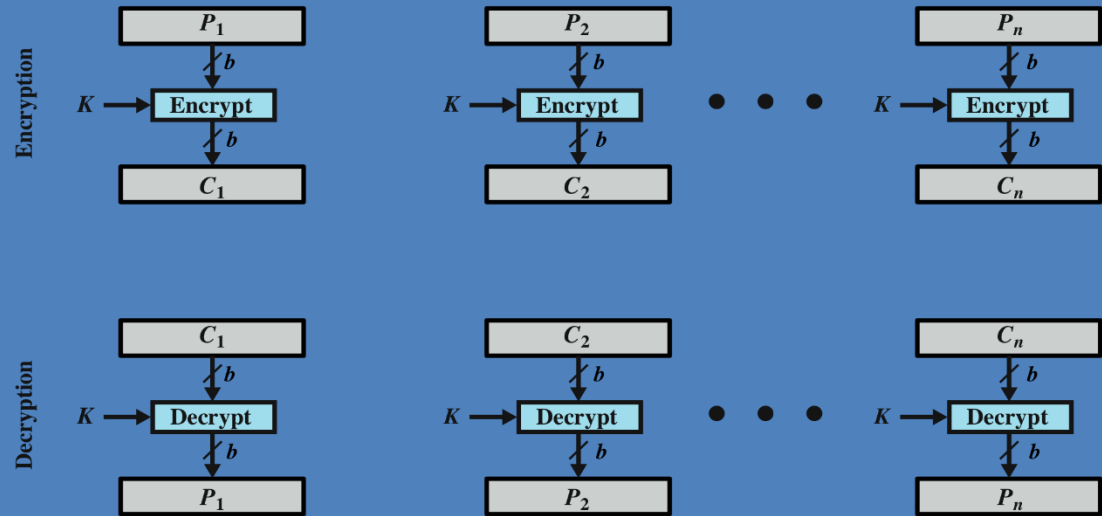 Encryption
P₁ P₂ Pₙ
b b b
K Encrypt K Encrypt K Encrypt
b b b
C₁ C₂ Cₙ
Decryption
C₁ C₂ Cₙ
b b b
K Decrypt K Decrypt K Decrypt
b b b
P₁ P₂ Pₙ